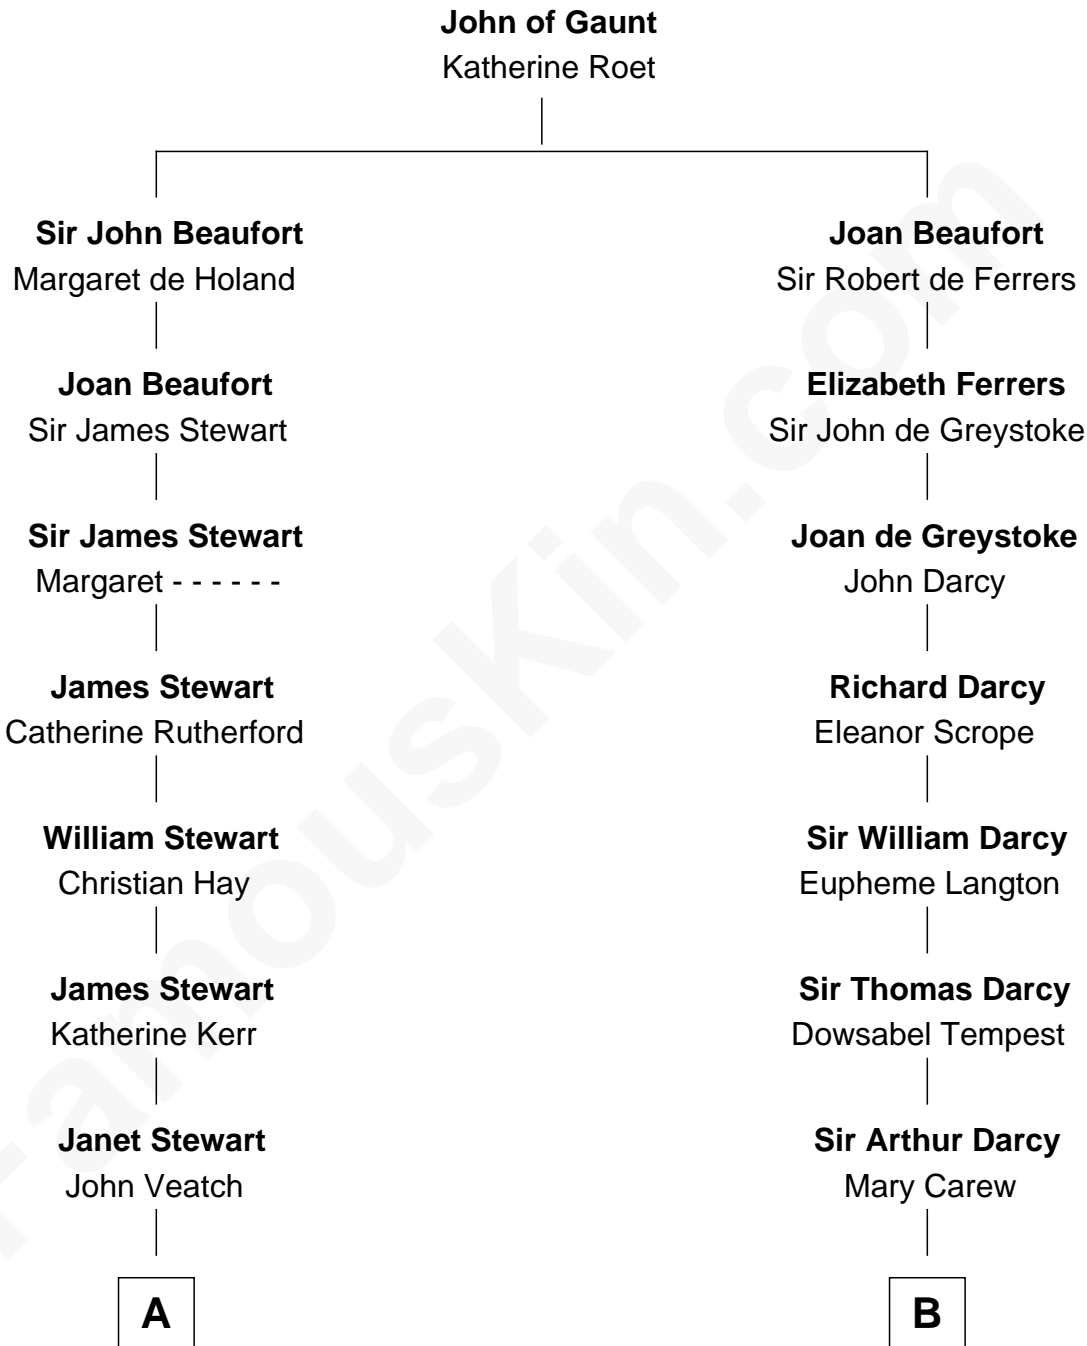 John of Gaunt
Katherine Roet
Sir John Beaufort
Margaret de Holand
Joan Beaufort
Sir James Stewart
Sir James Stewart
Margaret - - - - - -
James Stewart
Catherine Rutherford
William Stewart
Christian Hay
James Stewart
Katherine Kerr
Janet Stewart
John Veatch
A
Joan Beaufort
Sir Robert de Ferrers
Elizabeth Ferrers
Sir John de Greystoke
Joan de Greystoke
John Darcy
Richard Darcy
Eleanor Scrope
Sir William Darcy
Eupheme Langton
Sir Thomas Darcy
Dowsabel Tempest
Sir Arthur Darcy
Mary Carew
B
FamousKin.com